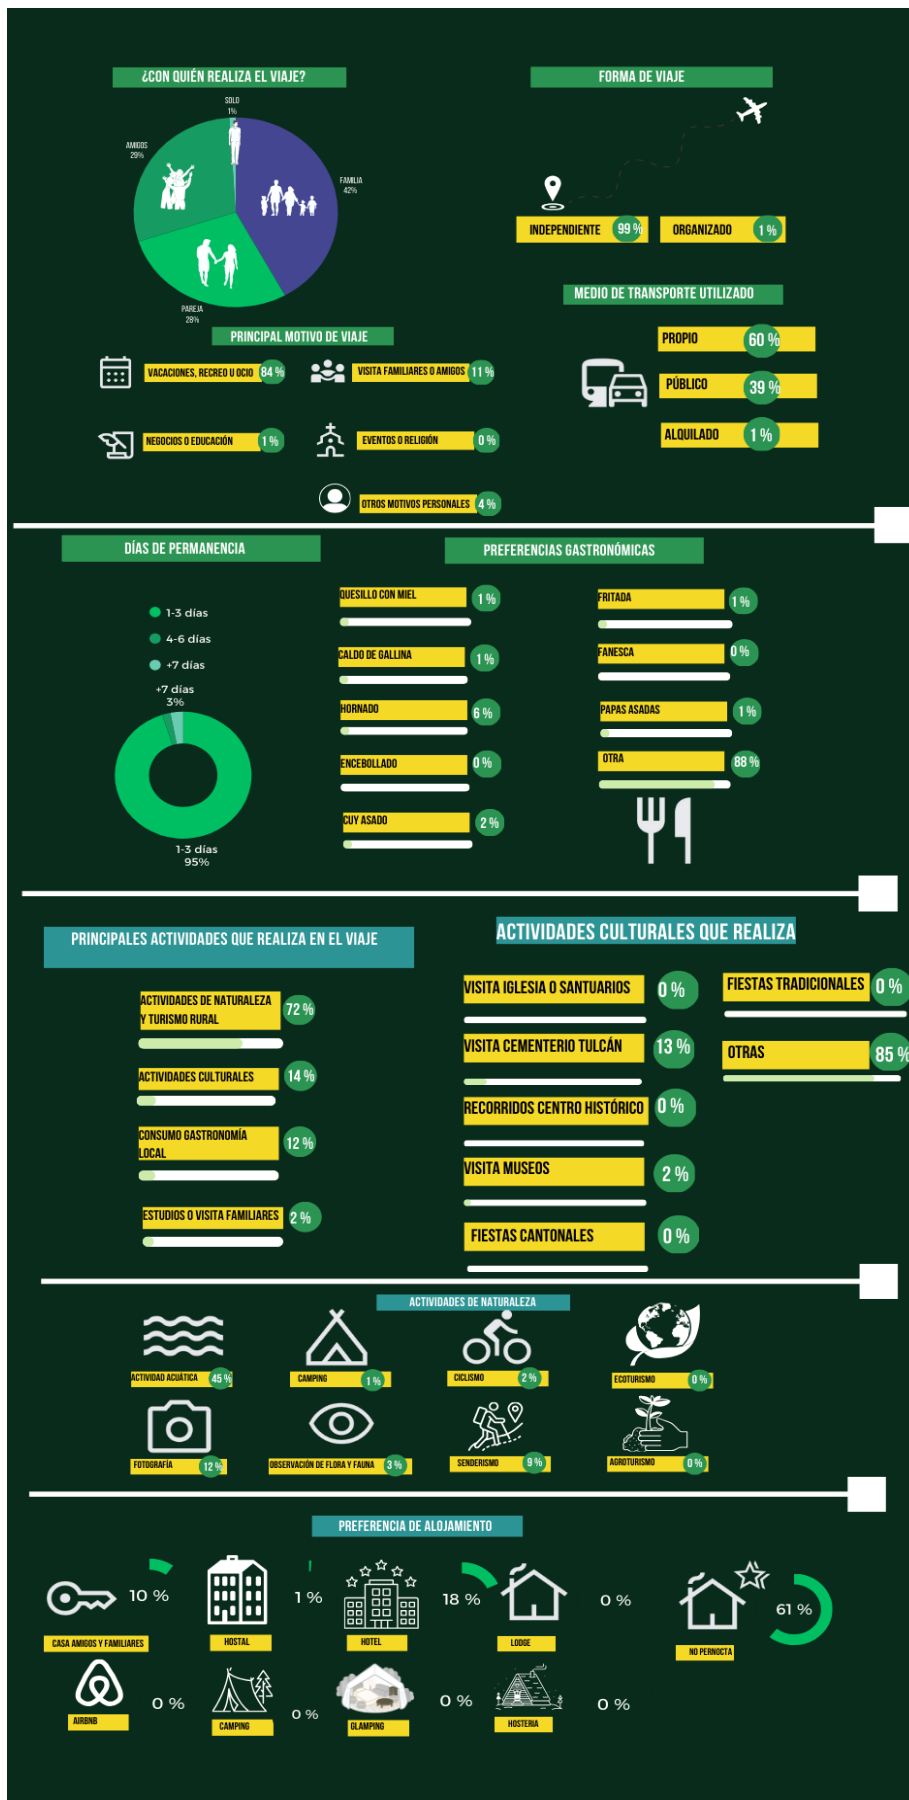 ¿CON QUIÉN REALIZA EL VIAJE?
SOLO
1%
AMIGOS
29%
FAMILIA
42%
PAREJA
28%
FORMA DE VIAJE
INDEPENDIENTE 99 %
ORGANIZADO 1 %
MEDIO DE TRANSPORTE UTILIZADO
PROPIO 60 %
PÚBLICO 39 %
ALQUILADO 1 %
PRINCIPAL MOTIVO DE VIAJE
VACACIONES, RECREO U OCIO 84 %
VISITA FAMILIARES O AMIGOS 11 %
NEGOCIOS O EDUCACIÓN 1 %
EVENTOS O RELIGIÓN 0 %
OTROS MOTIVOS PERSONALES 4 %
DÍAS DE PERMANENCIA
1-3 días
4-6 días
+7 días
+7 días
3%
1-3 días
95%
PREFERENCIAS GASTRONÓMICAS
QUESILLO CON MIEL 1 %
CALDO DE GALLINA 1 %
HORNADO 6 %
ENCEBOLLADO 0 %
CUY ASADO 2 %
FRITADA 1 %
FANESCA 0 %
PAPAS ASADAS 1 %
OTRA 88 %
PRINCIPALES ACTIVIDADES QUE REALIZA EN EL VIAJE
ACTIVIDADES DE NATURALEZA
Y TURISMO RURAL 72 %
ACTIVIDADES CULTURALES 14 %
CONSUMO GASTRONOMÍA
LOCAL 12 %
ESTUDIOS O VISITA FAMILIARES 2 %
ACTIVIDADES CULTURALES QUE REALIZA
VISITA IGLESIA O SANTUARIOS 0 %
VISITA CEMENTERIO TULCÁN 13 %
RECORRIDOS CENTRO HISTÓRICO 0 %
VISITA MUSEOS 2 %
FIESTAS CANTONALES 0 %
FIESTAS TRADICIONALES 0 %
OTRAS 85 %
ACTIVIDADES DE NATURALEZA
ACTIVIDAD ACUÁTICA 45 %
CAMPING 1 %
CICLISMO 2 %
ECOTURISMO 0 %
FOTOGRAFÍA 12 %
OBSERVACIÓN DE FLORA Y FAUNA 3 %
SENDERISMO 9 %
AGROTURISMO 0 %
PREFERENCIA DE ALOJAMIENTO
10 %
CASA AMIGOS Y FAMILIARES
1 %
HOSTAL
18 %
HOTEL
0 %
LODGE
61 %
NO PERNOCTA
0 %
AIRBNB
0 %
CAMPING
0 %
GLAMPING
0 %
HOSTERIA